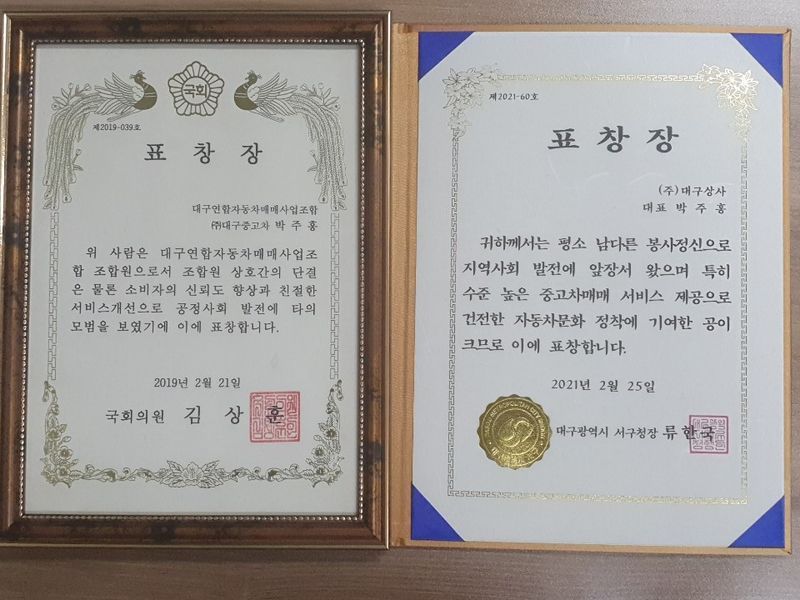 국회
제2019-039호
표 창 장
대구연합자동차매매사업조합
㈜대구중고차 박 주 홍
위 사람은 대구연합자동차매매사업조
합 조합원으로서 조합원 상호간의 단결
은 물론 소비자의 신뢰도 향상과 친절한
서비스개선으로 공정사회 발전에 타의
모범을 보였기에 이에 표창합니다.
2019년 2월 21일
국회의원 김 상 훈
제2021-60호
표 창 장
(주) 대구상사
대표 박 주 홍
귀하께서는 평소 남다른 봉사정신으로
지역사회 발전에 앞장서 왔으며 특히
수준 높은 중고차매매 서비스 제공으로
건전한 자동차문화 정착에 기여한 공이
크므로 이에 표창합니다.
2021년 2월 25일
대구광역시 서구청장 류한국